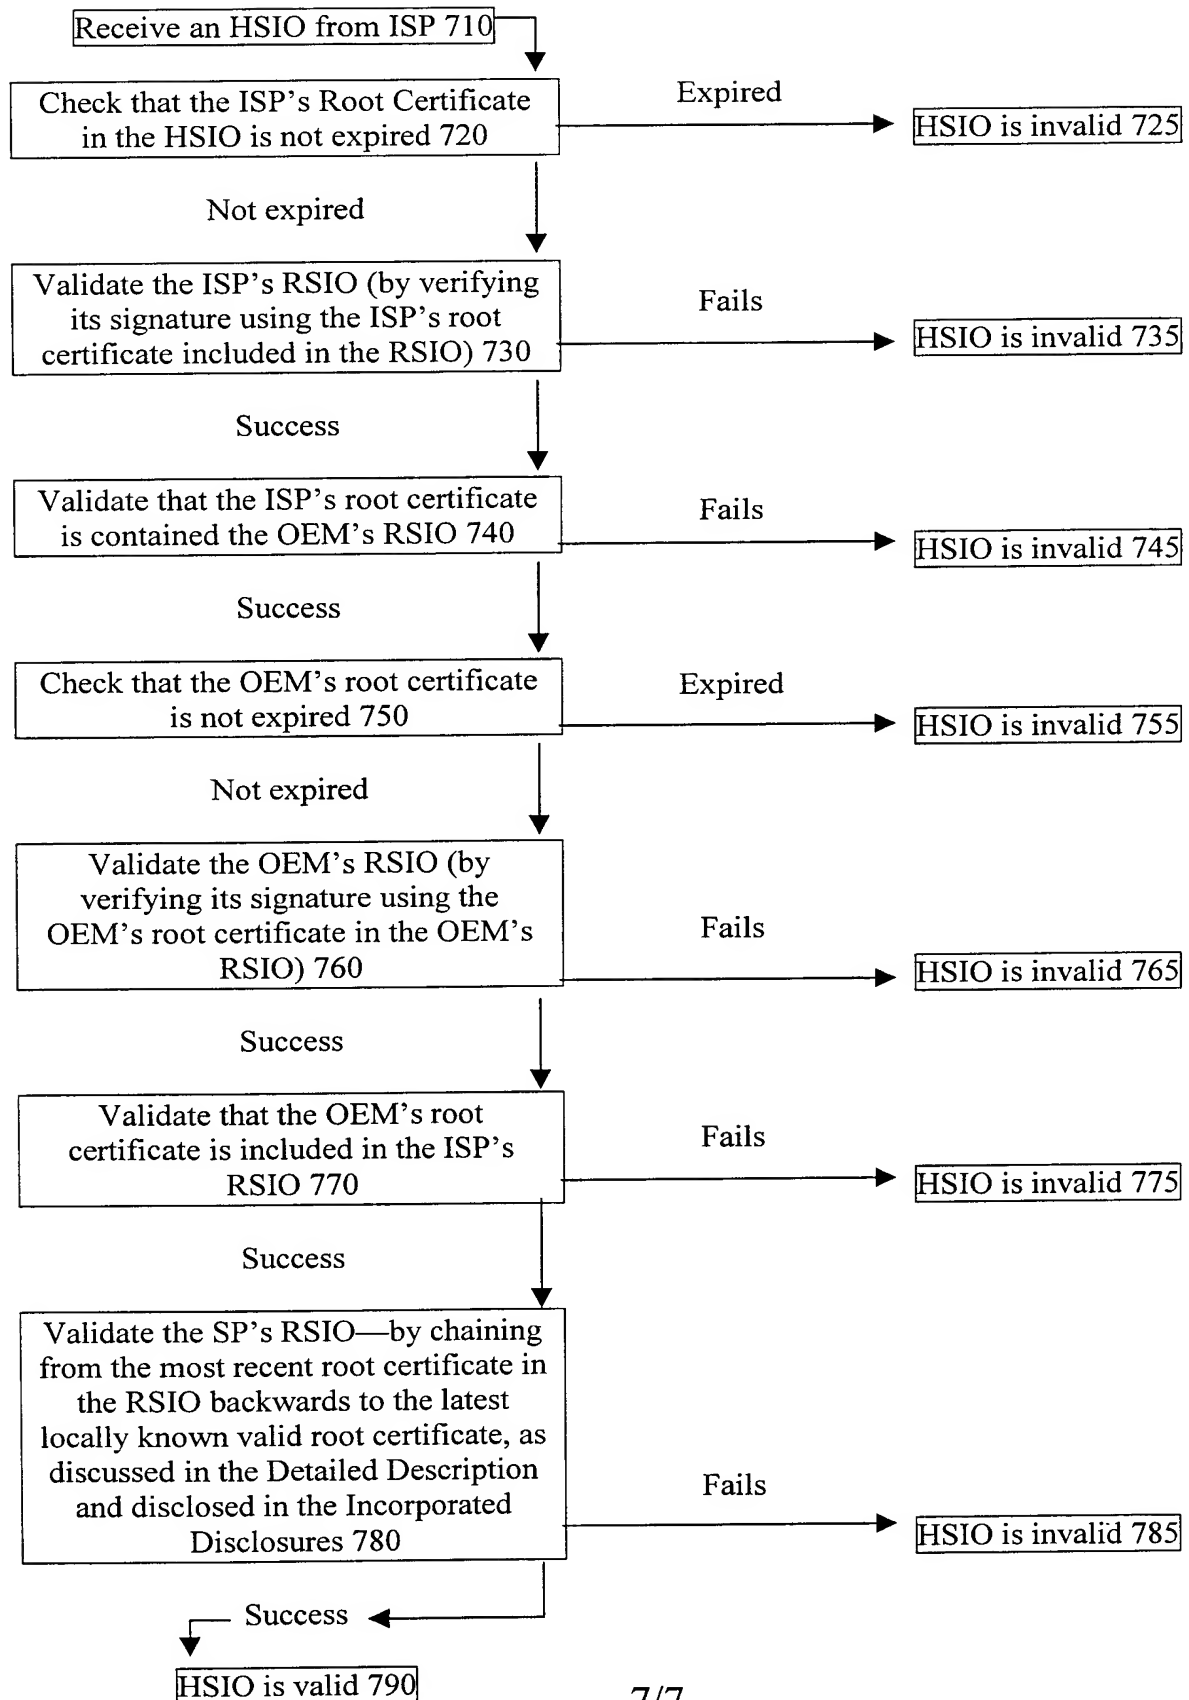 Receive an HSIO from ISP 710
Check that the ISP's Root Certificate
in the HSIO is not expired 720
Expired
HSIO is invalid 725
Not expired
Validate the ISP's RSIO (by verifying
its signature using the ISP's root
certificate included in the RSIO) 730
Fails
HSIO is invalid 735
Success
Validate that the ISP's root certificate
is contained the OEM's RSIO 740
Fails
HSIO is invalid 745
Success
Check that the OEM's root certificate
is not expired 750
Expired
HSIO is invalid 755
Not expired
Validate the OEM's RSIO (by
verifying its signature using the
OEM's root certificate in the OEM's
RSIO) 760
Fails
HSIO is invalid 765
Success
Validate that the OEM's root
certificate is included in the ISP's
RSIO 770
Fails
HSIO is invalid 775
Success
Validate the SP's RSIO—by chaining
from the most recent root certificate in
the RSIO backwards to the latest
locally known valid root certificate, as
discussed in the Detailed Description
and disclosed in the Incorporated
Disclosures 780
Fails
HSIO is invalid 785
Success
HSIO is valid 790
7/7